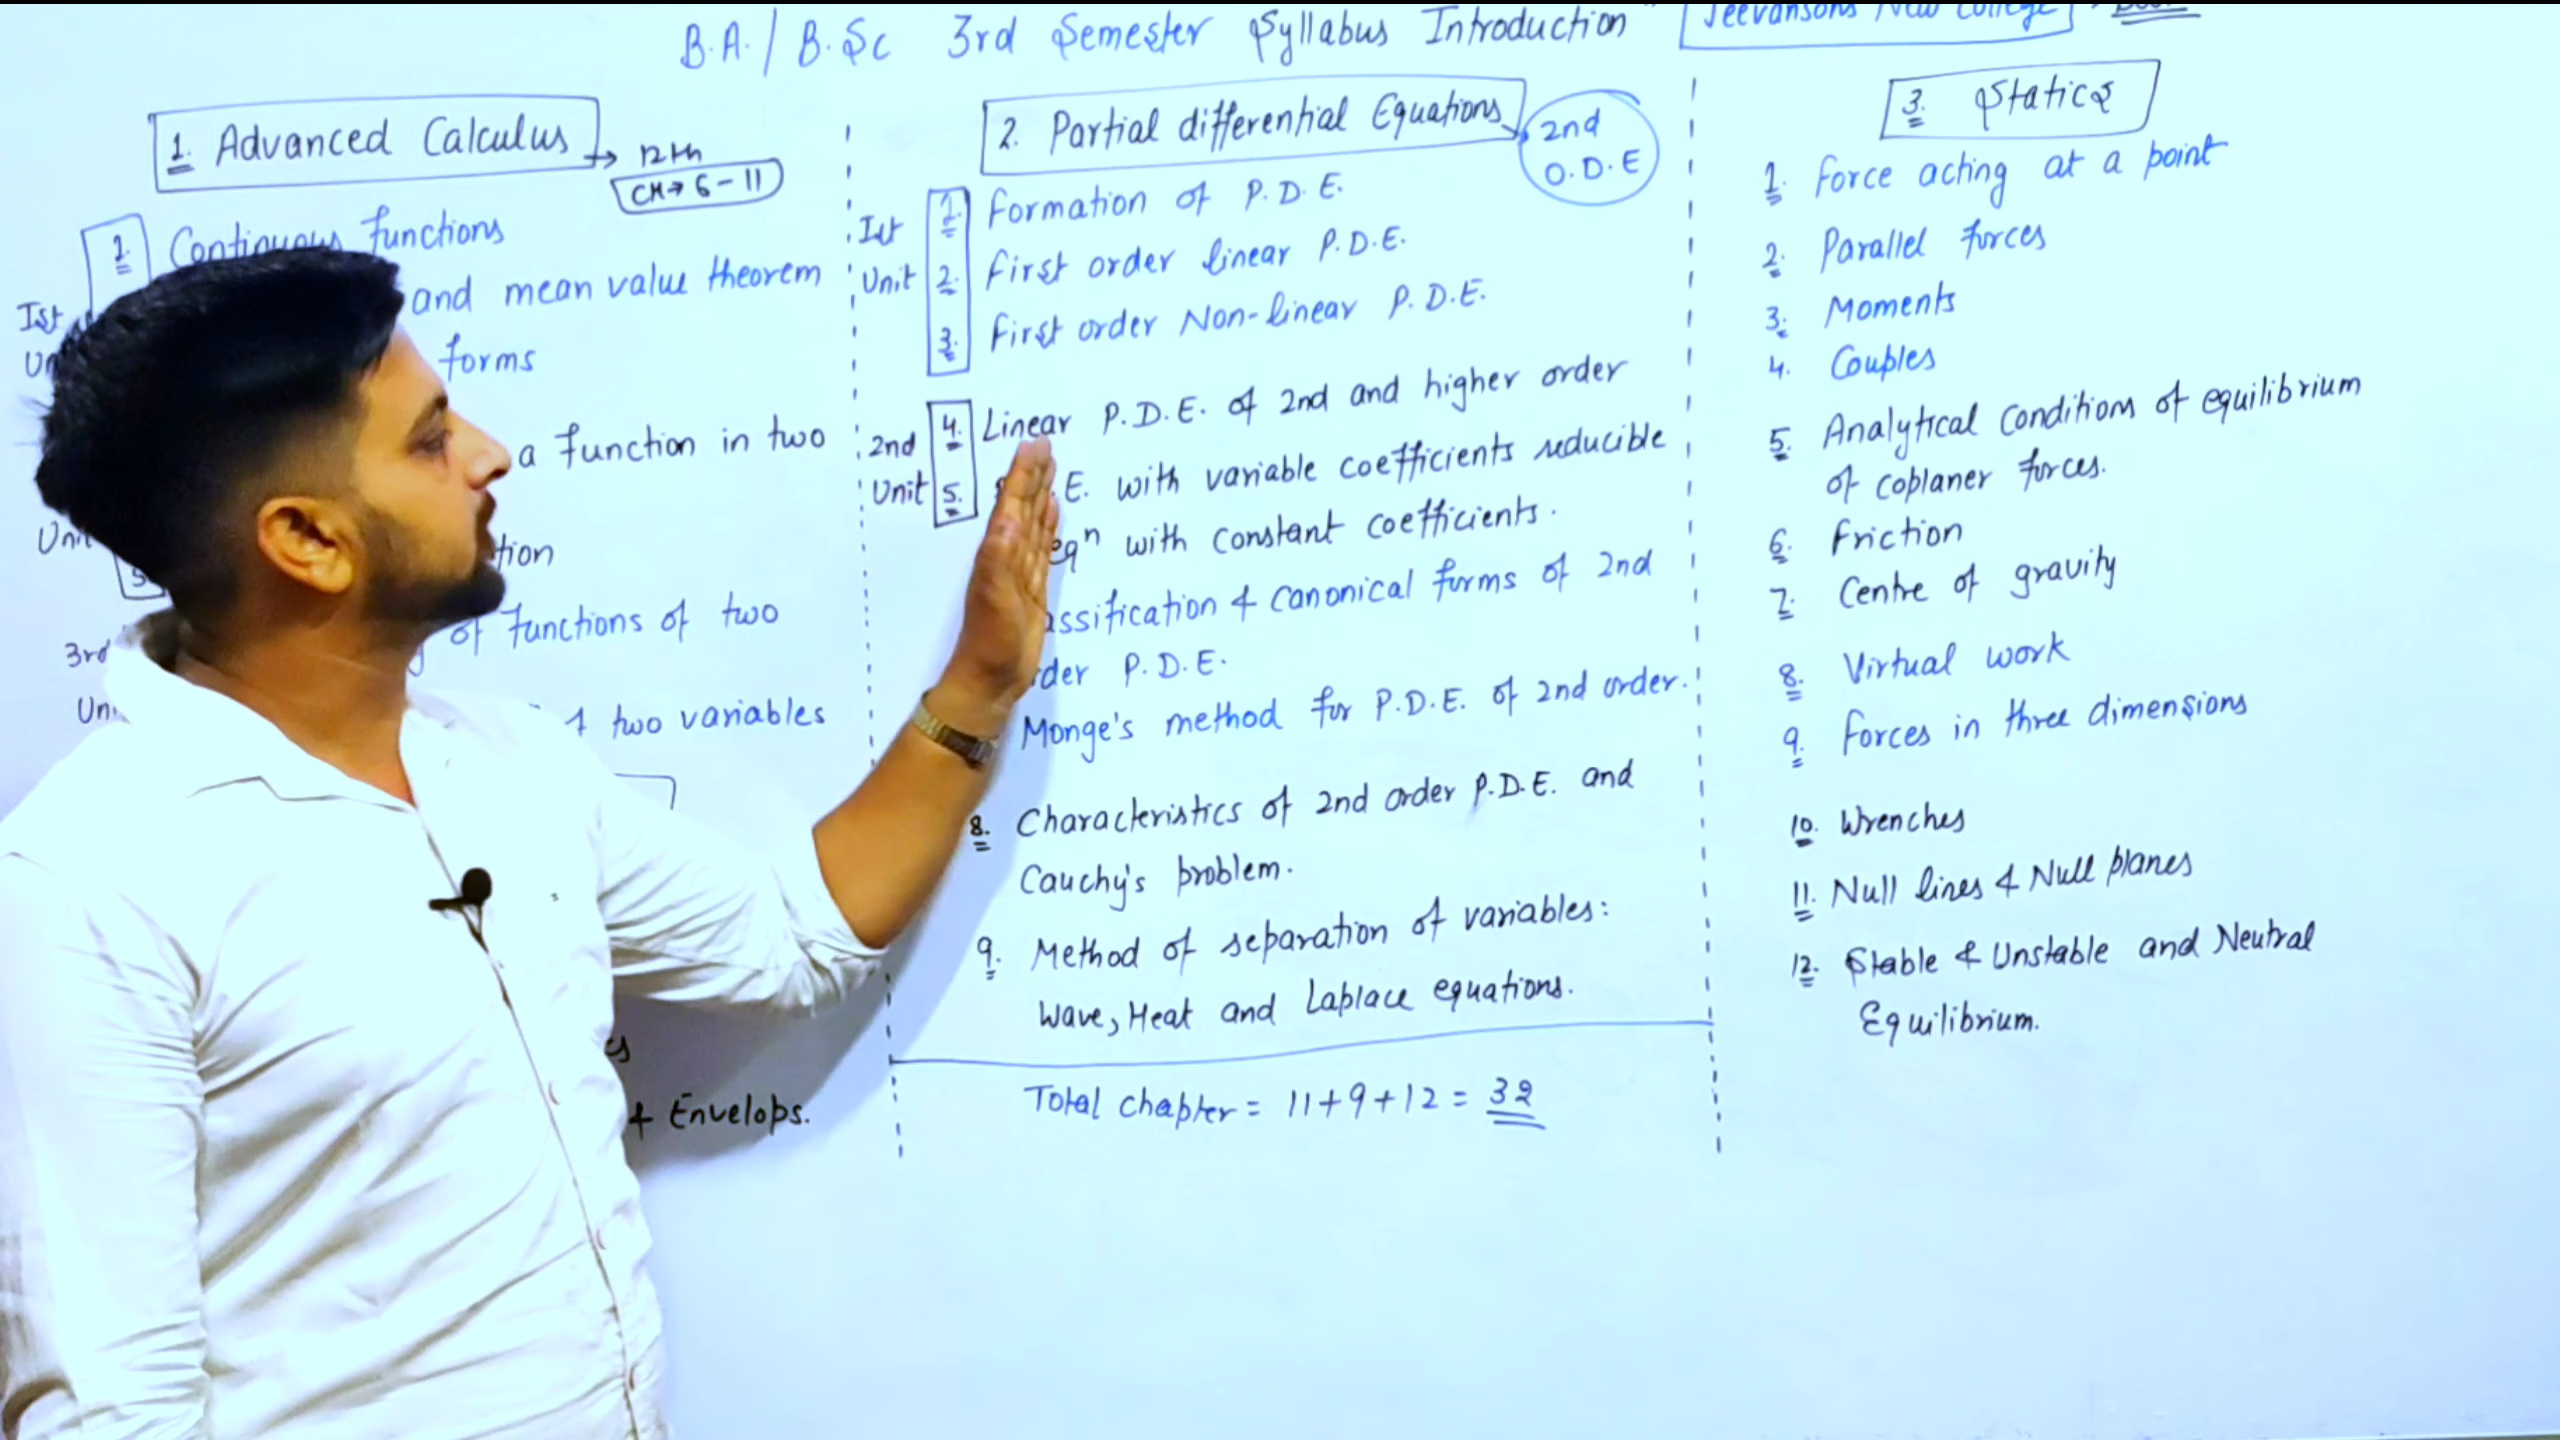 B.A./B.Sc 3rd Semester Syllabus Introduction "
Jeevansons New College
1. Advanced Calculus → 12th
CH→ 6-11
1. Continuous functions
and mean value theorem
Ist
forms
a function in two
Unit
5
tion
of functions of two
3rd
two variables
+ Envelops.
2. Partial differential Equations
2nd
O.D.E
Ist
Unit
1. Formation of P.D.E.
2. First order linear P.D.E.
3. First order Non-linear P.D.E.
2nd
Unit
4. Linear P.D.E. of 2nd and higher order
5. E. with variable coefficients reducible
eqn with constant coefficients.
assification & canonical forms of 2nd
der P.D.E.
Monge's method for P.D.E. of 2nd order.
8. Characteristics of 2nd order P.D.E. and
Cauchy's problem.
9. Method of separation of variables:
Wave, Heat and Laplace equations.
Total chapter = 11+9+12 = 32
3. Statics
1. Force acting at a point
2. Parallel forces
3. Moments
4. Couples
5. Analytical conditions of equilibrium
of coplaner forces.
6. Friction
7. Centre of gravity
8. Virtual work
9. Forces in three dimensions
10. Wrenches
11. Null lines & Null planes
12. Stable & Unstable and Neutral
Equilibrium.